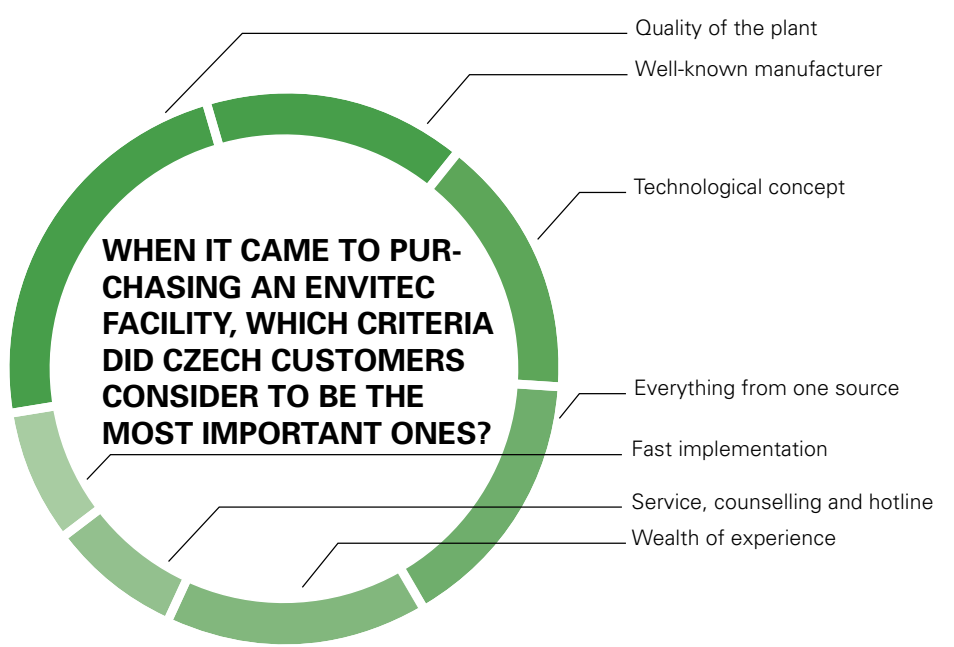 Quality of the plant
Well-known manufacturer
Technological concept
WHEN IT CAME TO PUR-
CHASING AN ENVITEC
FACILITY, WHICH CRITERIA
DID CZECH CUSTOMERS
CONSIDER TO BE THE
MOST IMPORTANT ONES?
Everything from one source
Fast implementation
Service, counselling and hotline
Wealth of experience